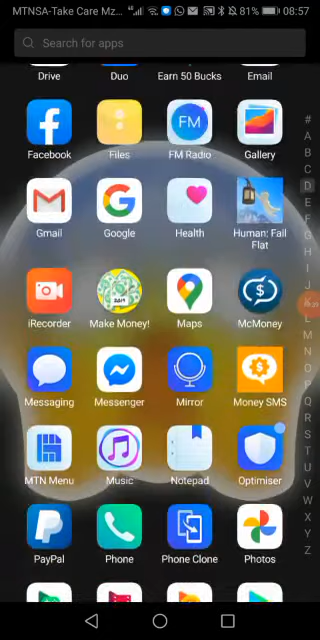 MTNSA-Take Care Mz... 81% 08:57
Search for apps
Drive Duo Earn 50 Bucks Email
#
A
B
C
D
E
F
G
H
I
J
L
M
N
O
P
Q
R
S
T
U
V
W
X
Y
Z
FM
Facebook Files FM Radio Gallery
Gmail Google Health Human: Fall
Flat
iRecorder Make Money! Maps McMoney
Messaging Messenger Mirror Money SMS
MTN Menu Music Notepad Optimiser
PayPal Phone Phone Clone Photos